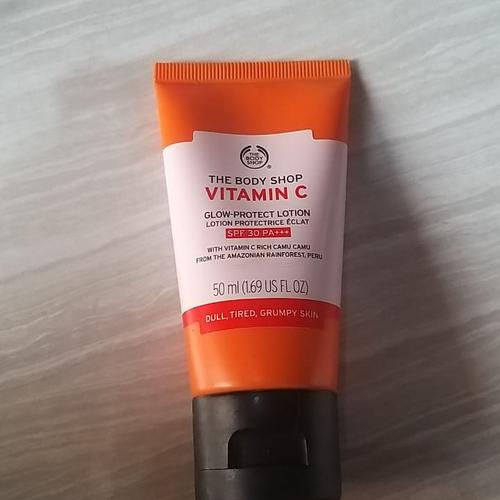 THE
BODY
SHOP
THE BODY SHOP
VITAMIN C
GLOW-PROTECT LOTION
LOTION PROTECTRICE ÉCLAT
SPF 30 PA+++
WITH VITAMIN C RICH CAMU CAMU
FROM THE AMAZONIAN RAINFOREST, PERU
50 ml (1.69 US FL OZ)
DULL, TIRED, GRUMPY SKIN